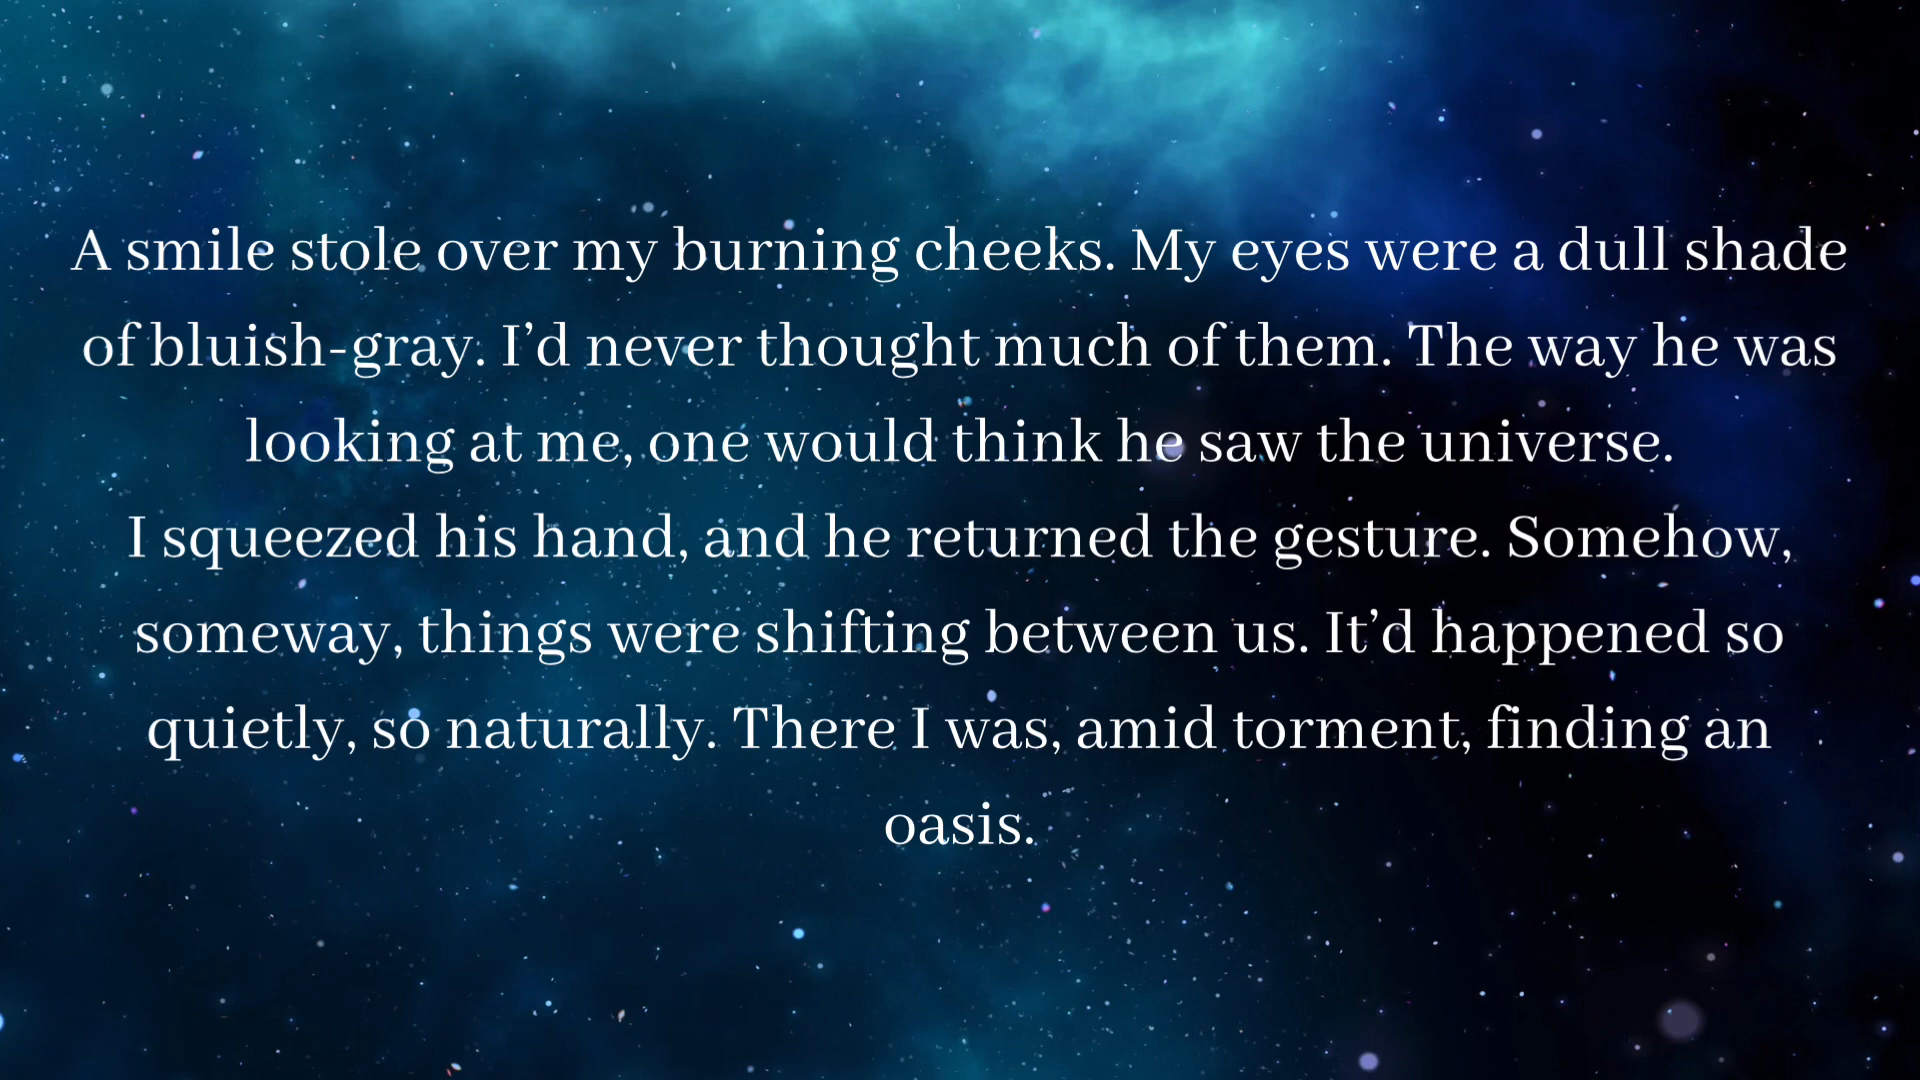 A smile stole over my burning cheeks. My eyes were a dull shade
of bluish-gray. I’d never thought much of them. The way he was
looking at me, one would think he saw the universe.
I squeezed his hand, and he returned the gesture. Somehow,
someway, things were shifting between us. It’d happened so
quietly, so naturally. There I was, amid torment, finding an
oasis.